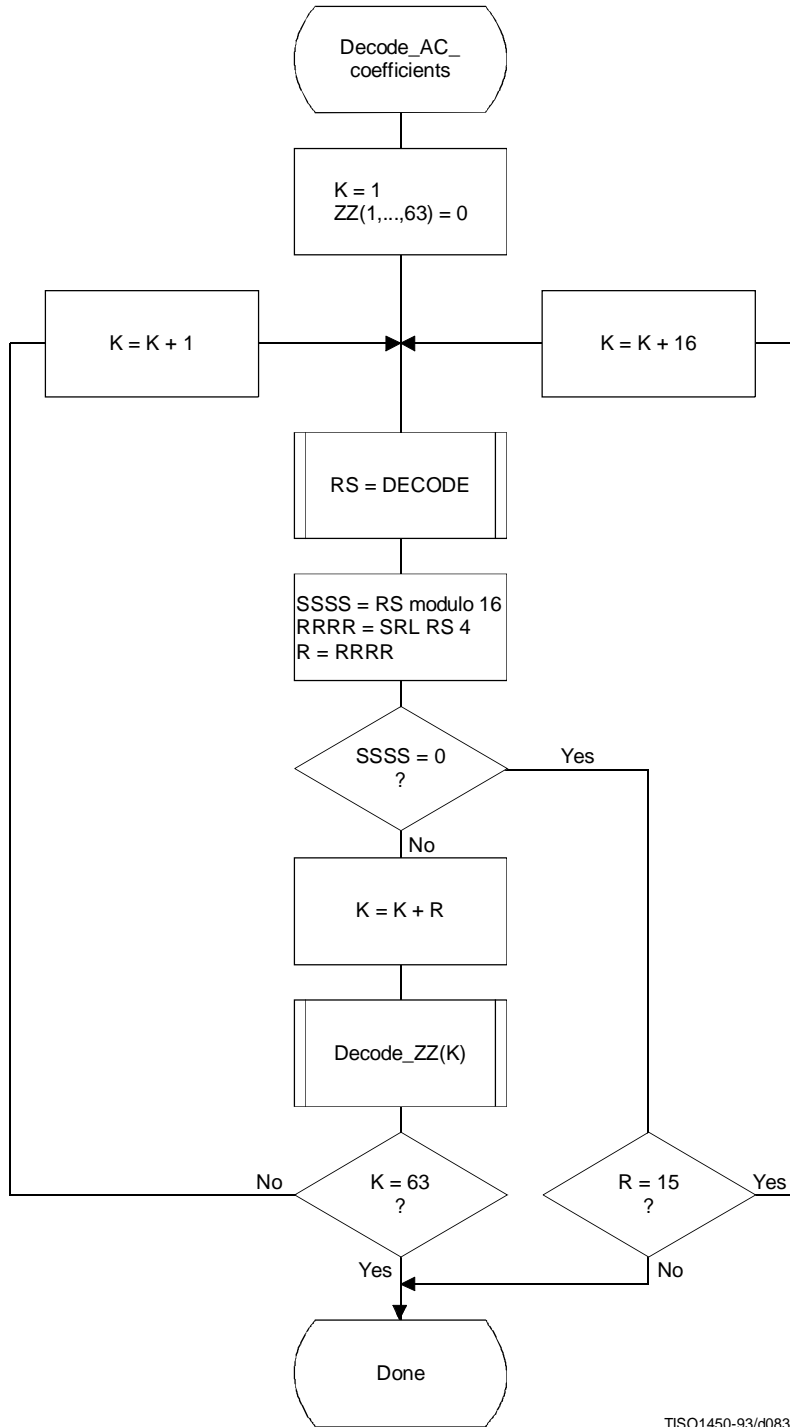 Decode_AC_
coefficients
K = 1
ZZ(1,...,63) = 0
K = K + 1
K = K + 16
RS = DECODE
SSSS = RS modulo 16
RRRR = SRL RS 4
R = RRRR
SSSS = 0
?
Yes
No
K = K + R
Decode_ZZ(K)
No
K = 63
?
R = 15
?
Yes
Yes
No
Done
TISO1450-93/d083